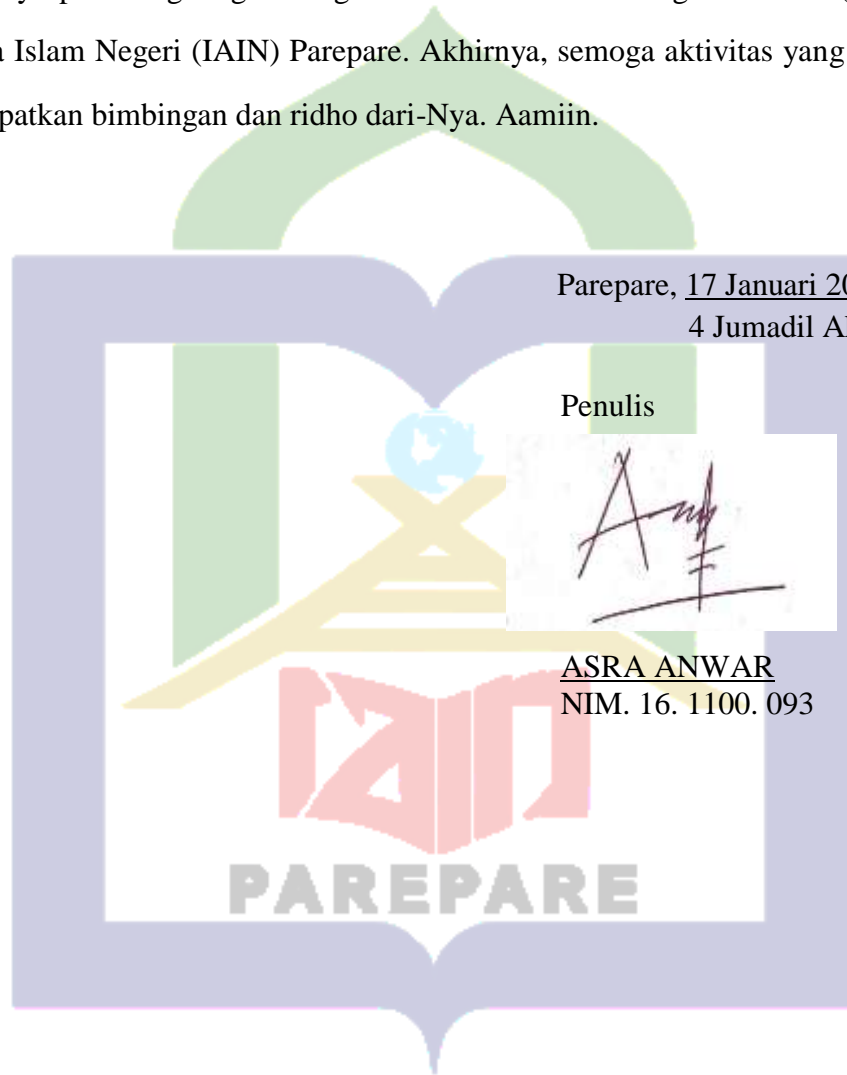 a Islam Negeri (IAIN) Parepare. Akhirnya, semoga aktivitas yang
patkan bimbingan dan ridho dari-Nya. Aamiin.
Parepare, 17 Januari 20
4 Jumadil A
Penulis
ASRA ANWAR
NIM. 16. 1100. 093
IAIN
PAREPARE